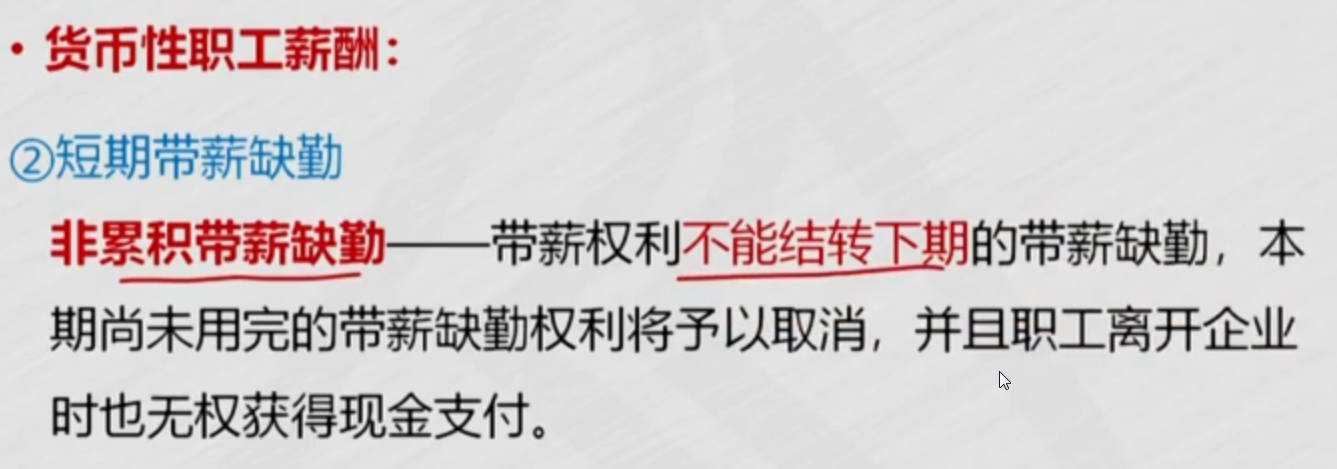 • 货币性职工薪酬：
②短期带薪缺勤
非累积带薪缺勤——带薪权利不能结转下期的带薪缺勤，本
期尚未用完的带薪缺勤权利将予以取消，并且职工离开企业
时也无权获得现金支付。